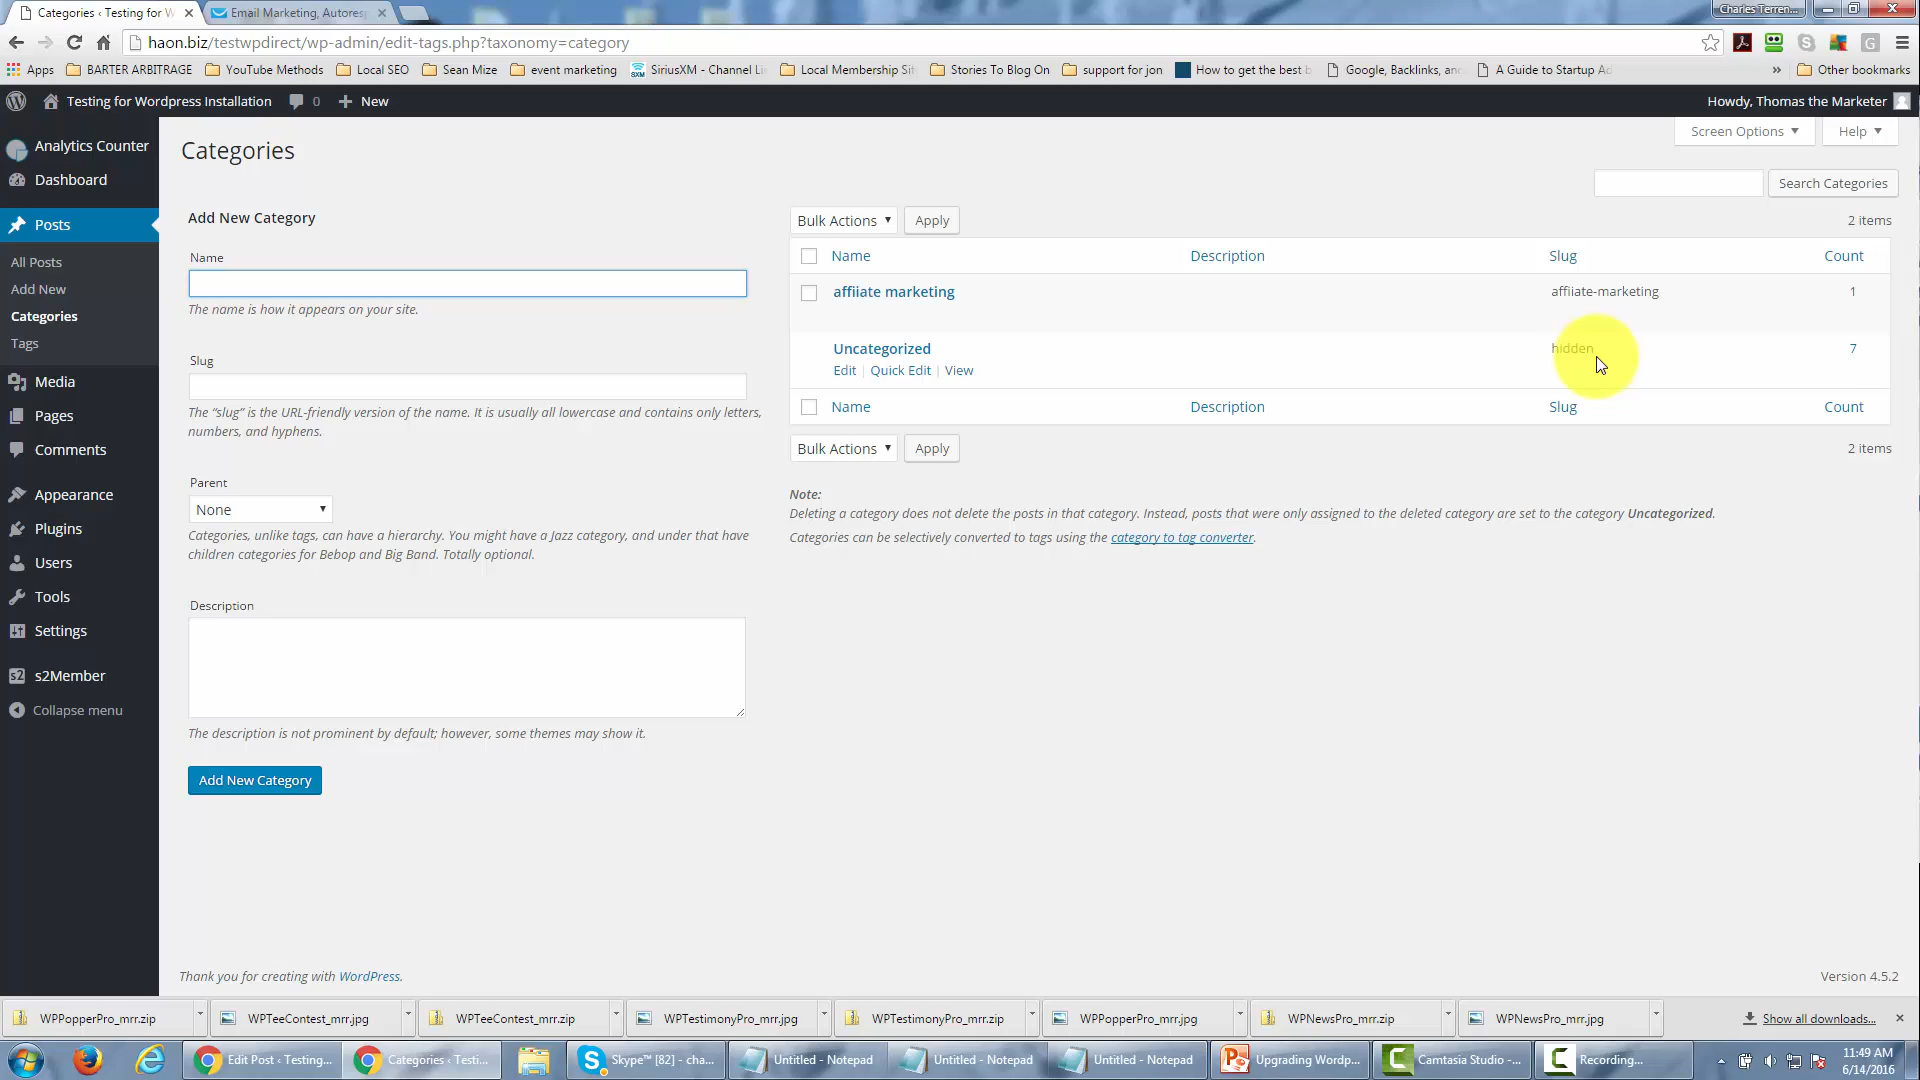 Categories ‹ Testing for W
Email Marketing, Autoresp
Charles Terren...
haon.biz/testwpdirect/wp-admin/edit-tags.php?taxonomy=category
Apps
BARTER ARBITRAGE
YouTube Methods
Local SEO
Sean Mize
event marketing
SiriusXM - Channel Li
Local Membership Sit
Stories To Blog On
support for jon
How to get the best b
Google, Backlinks, and
A Guide to Startup Ad
»
Other bookmarks
Testing for Wordpress Installation
0
New
Howdy, Thomas the Marketer
Analytics Counter
Dashboard
Posts
All Posts
Add New
Categories
Tags
Media
Pages
Comments
Appearance
Plugins
Users
Tools
Settings
s2Member
Collapse menu
Screen Options
Help
Categories
Search Categories
Add New Category
Name
The name is how it appears on your site.
Slug
The “slug” is the URL-friendly version of the name. It is usually all lowercase and contains only letters,
numbers, and hyphens.
Parent
None
Categories, unlike tags, can have a hierarchy. You might have a Jazz category, and under that have
children categories for Bebop and Big Band. Totally optional.
Description
The description is not prominent by default; however, some themes may show it.
Add New Category
Bulk Actions
Apply
2 items
Name Description Slug Count
affiiate marketing affiiate-marketing 1
Uncategorized hidden 7
Edit | Quick Edit | View
Name Description Slug Count
Bulk Actions
Apply
2 items
Note:
Deleting a category does not delete the posts in that category. Instead, posts that were only assigned to the deleted category are set to the category Uncategorized.
Categories can be selectively converted to tags using the category to tag converter.
Thank you for creating with WordPress.
Version 4.5.2
WPPopperPro_mrr.zip
WPTeeContest_mrr.jpg
WPTeeContest_mrr.zip
WPTestimonyPro_mrr.jpg
WPTestimonyPro_mrr.zip
WPPopperPro_mrr.jpg
WPNewsPro_mrr.zip
WPNewsPro_mrr.jpg
Show all downloads...
Edit Post ‹ Testing...
Categories ‹ Testi...
Skype™ [82] - cha...
Untitled - Notepad
Untitled - Notepad
Untitled - Notepad
Upgrading Wordp...
Camtasia Studio -...
Recording...
11:49 AM
6/14/2016